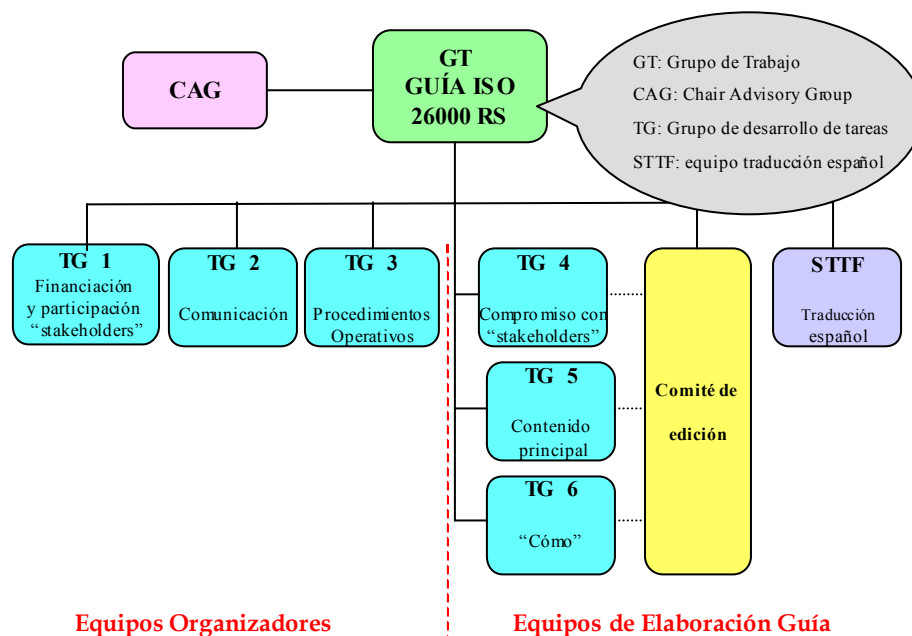 CAG
GT
GUÍA ISO
26000 RS
GT: Grupo de Trabajo
CAG: Chair Advisory Group
TG: Grupo de desarrollo de tareas
STTF: equipo traducción español
TG 1
Financiación
y participación
“stakeholders”
TG 2
Comunicación
TG 3
Procedimientos
Operativos
TG 4
Compromiso con
“stakeholders”
TG 5
Contenido
principal
TG 6
“Cómo”
Comité de
edición
STTF
Traducción
español
Equipos Organizadores
Equipos de Elaboración Guía